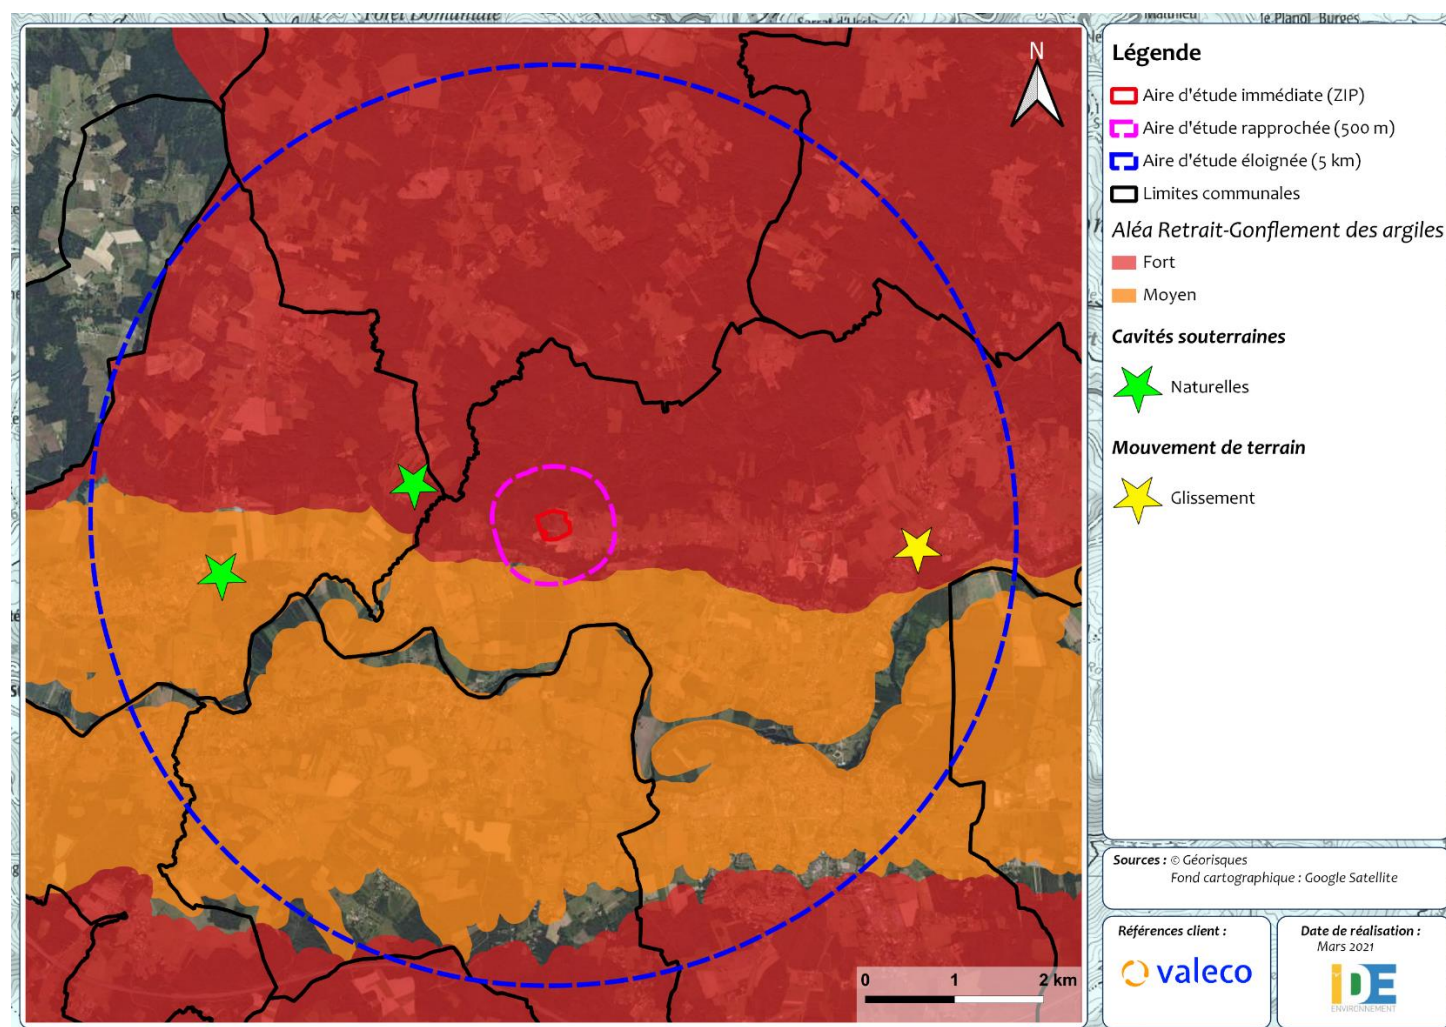 Forêt Domaniale
le Planol Burges
N
Légende
Aire d'étude immédiate (ZIP)
Aire d'étude rapprochée (500 m)
Aire d'étude éloignée (5 km)
Limites communales
Aléa Retrait-Gonflement des argiles
Fort
Moyen
Cavités souterraines
Naturelles
Mouvement de terrain
Glissement
0 1 2 km
Sources : © Géorisques
Fond cartographique : Google Satellite
Références client :
valeco
Date de réalisation :
Mars 2021
IDE
ENVIRONNEMENT